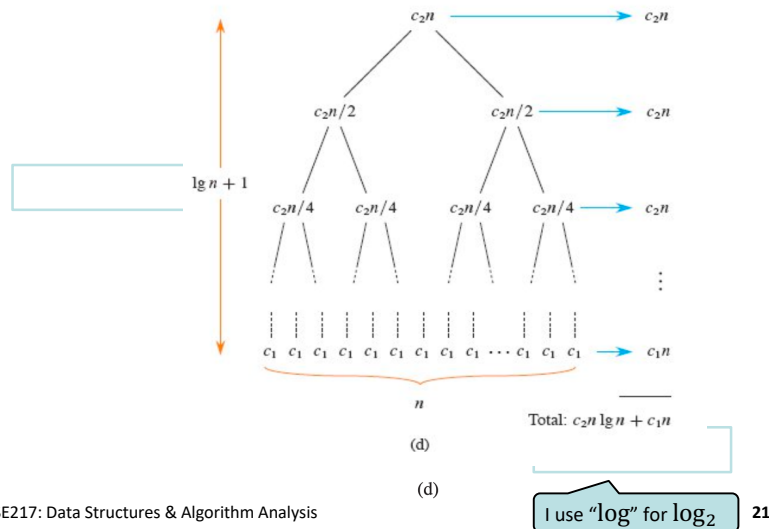 c₂n c₂n
c₂n/2 c₂n/2 c₂n
lg n + 1
c₂n/4 c₂n/4 c₂n/4 c₂n/4 c₂n
⋮
c₁ c₁ c₁ c₁ c₁ c₁ c₁ c₁ c₁ ··· c₁ c₁ c₁ c₁n
n
Total: c₂n lg n + c₁n
(d)
(d)
SE217: Data Structures & Algorithm Analysis
I use “log” for log₂
21